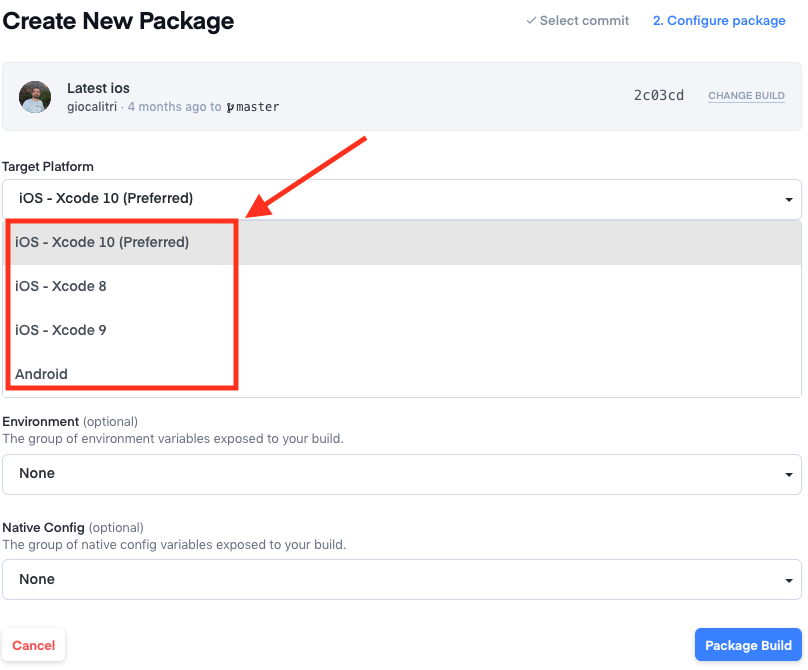 Create New Package
✓ Select commit
2. Configure package
Latest ios
giocalitri · 4 months ago to master
2c03cd
CHANGE BUILD
Target Platform
iOS - Xcode 10 (Preferred)
iOS - Xcode 10 (Preferred)
iOS - Xcode 8
iOS - Xcode 9
Android
Environment (optional)
The group of environment variables exposed to your build.
None
Native Config (optional)
The group of native config variables exposed to your build.
None
Cancel
Package Build